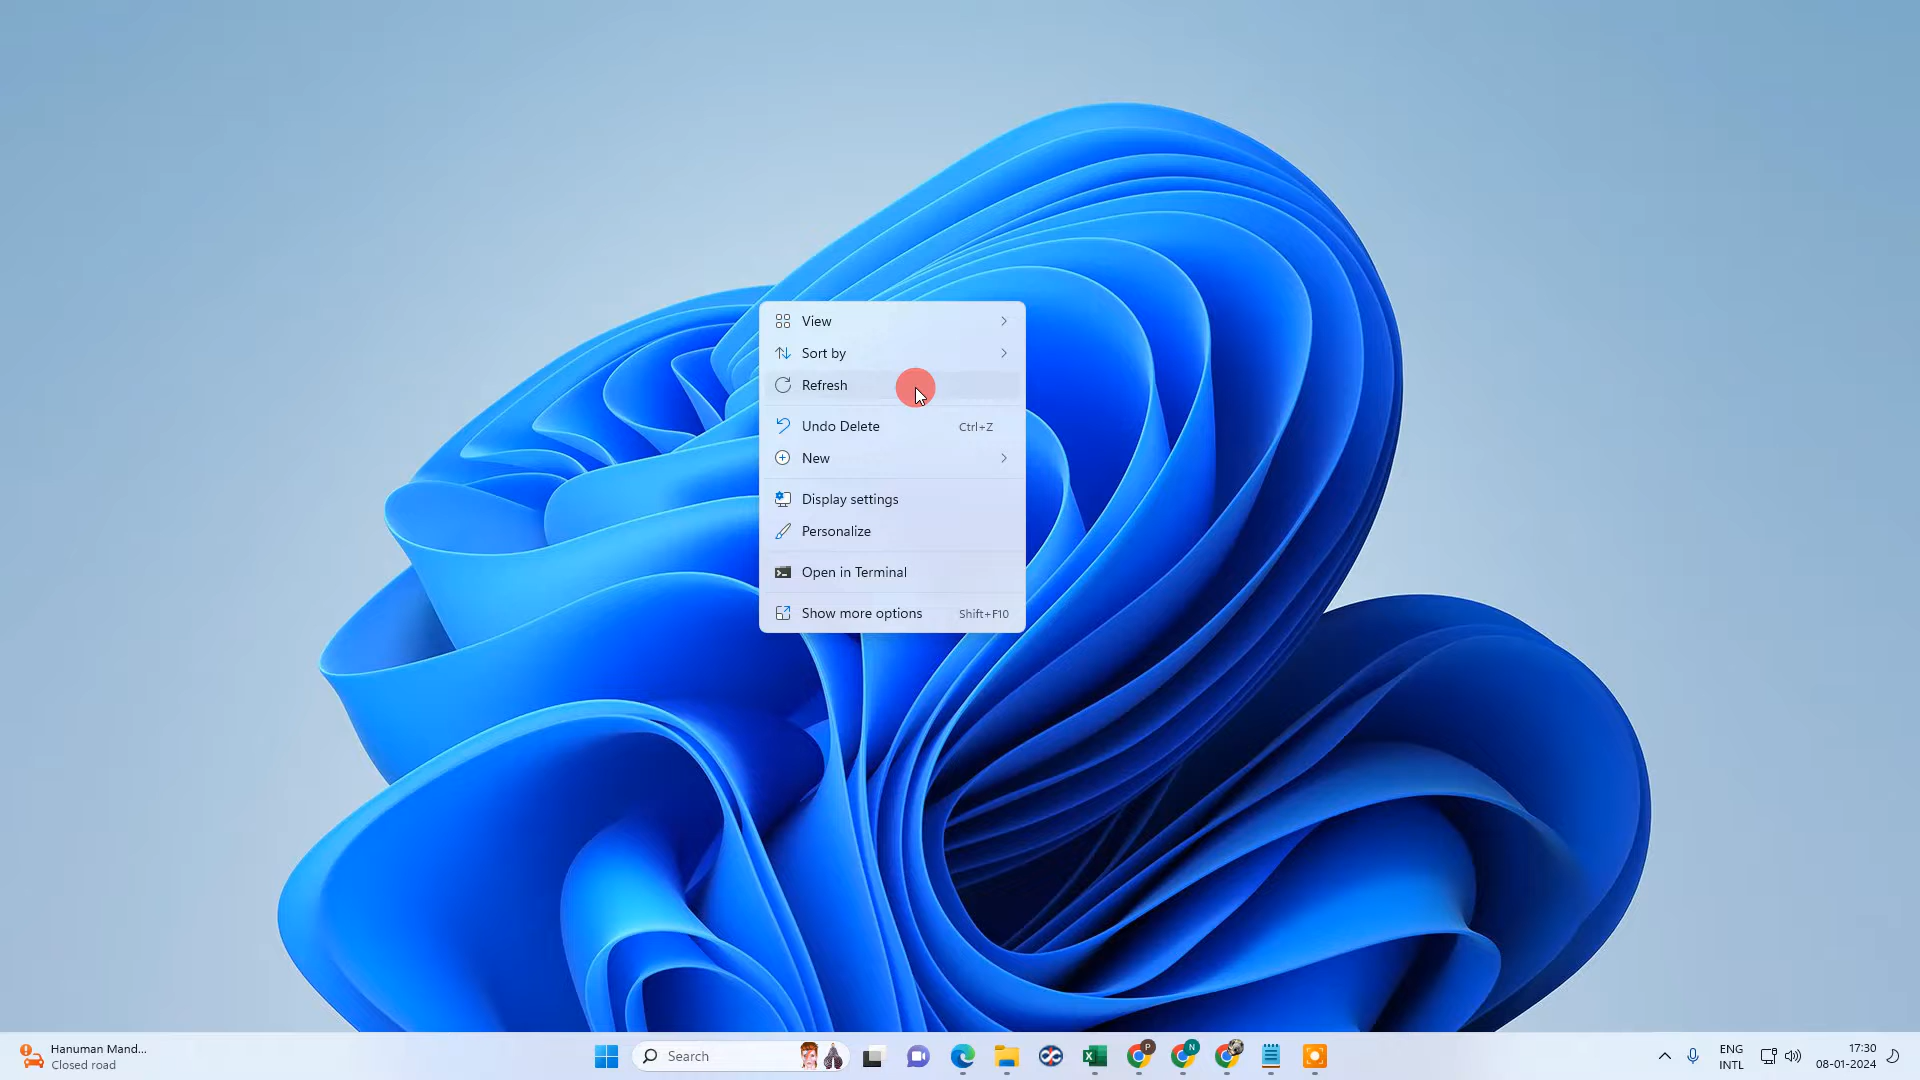 View
Sort by
Refresh
Undo Delete Ctrl+Z
New
Display settings
Personalize
Open in Terminal
Show more options Shift+F10
Hanuman Mand...
Closed road
Search
P
N
ENG
INTL
17:30
08-01-2024